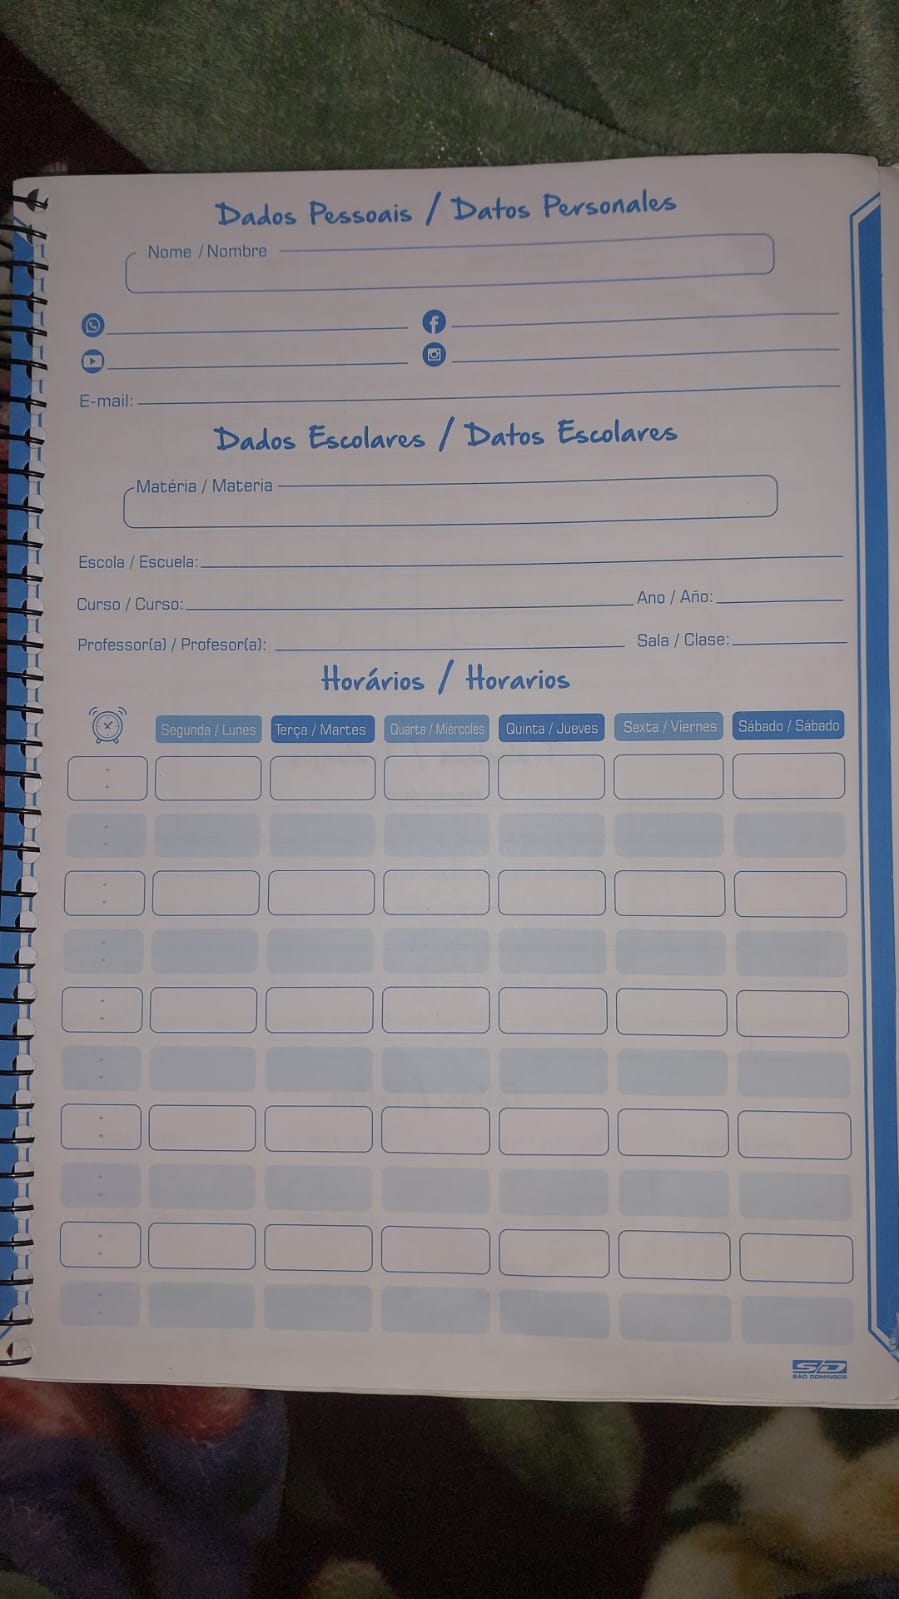 Dados Pessoais / Datos Personales
Nome / Nombre
E-mail:
Dados Escolares / Datos Escolares
Matéria / Materia
Escola / Escuela:
Curso / Curso: Ano / Año:
Professor(a) / Profesor(a): Sala / Clase:
Horários / Horarios
Segunda / Lunes Terça / Martes Quarta / Miércoles Quinta / Jueves Sexta / Viernes Sábado / Sábado
:
:
:
:
:
:
:
:
:
:
SD
SÃO DOMINGOS